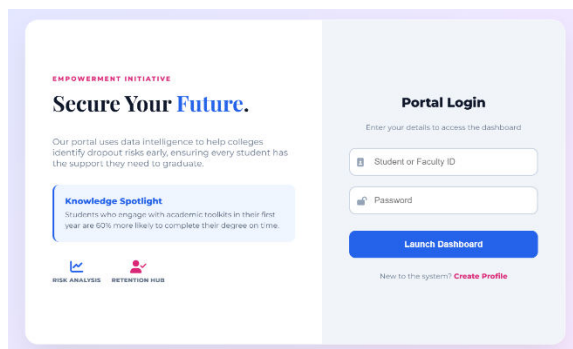 EMPOWERMENT INITIATIVE
Secure Your Future.
Our portal uses data intelligence to help colleges
identify dropout risks early, ensuring every student has
the support they need to graduate.
Knowledge Spotlight
Students who engage with academic toolkits in their first
year are 60% more likely to complete their degree on time.
RISK ANALYSIS
RETENTION HUB
Portal Login
Enter your details to access the dashboard
Student or Faculty ID
Password
Launch Dashboard
New to the system? Create Profile